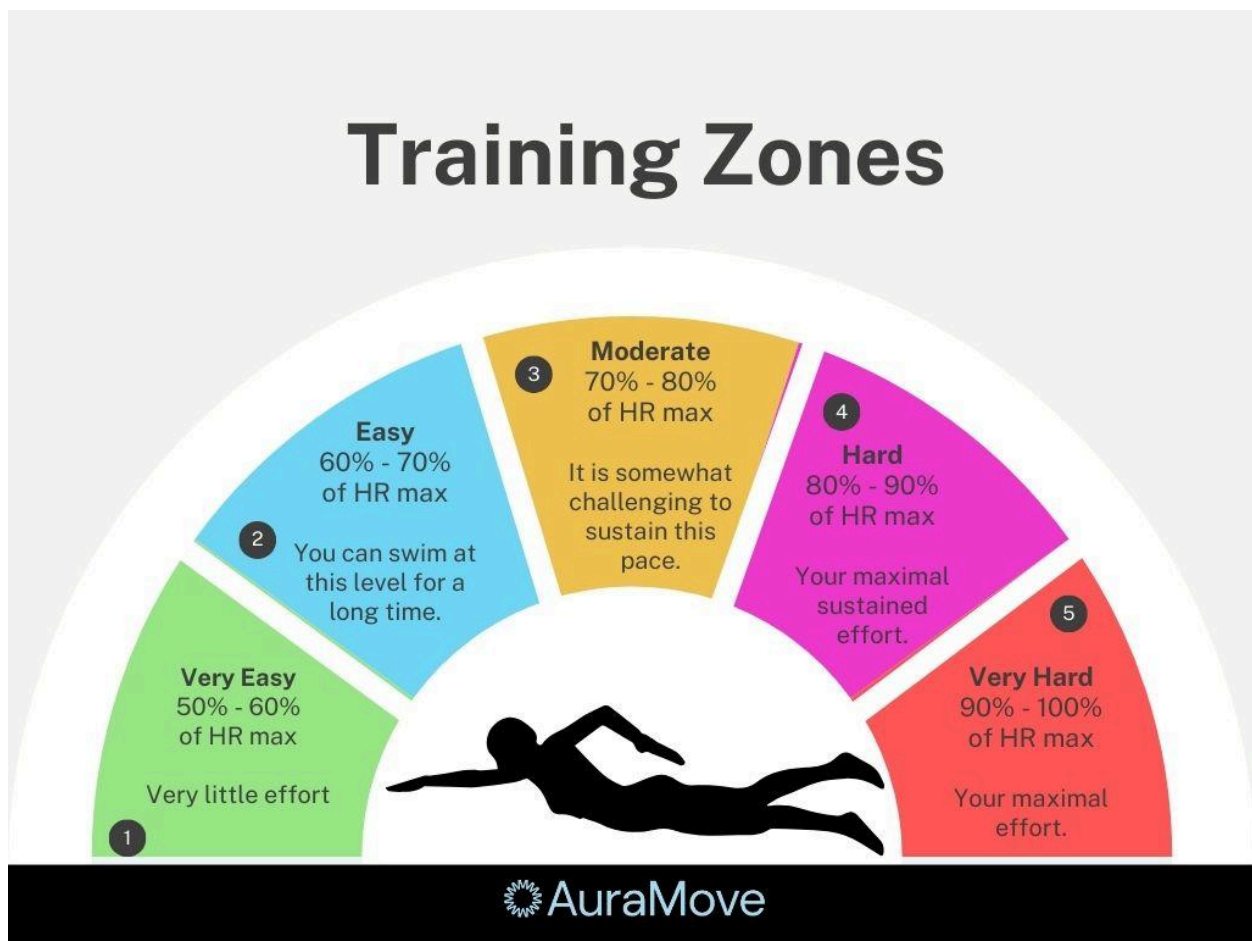 Training Zones
1
Very Easy
50% - 60%
of HR max
Very little effort
2
Easy
60% - 70%
of HR max
You can swim at
this level for a
long time.
3
Moderate
70% - 80%
of HR max
It is somewhat
challenging to
sustain this
pace.
4
Hard
80% - 90%
of HR max
Your maximal
sustained
effort.
5
Very Hard
90% - 100%
of HR max
Your maximal
effort.
AuraMove